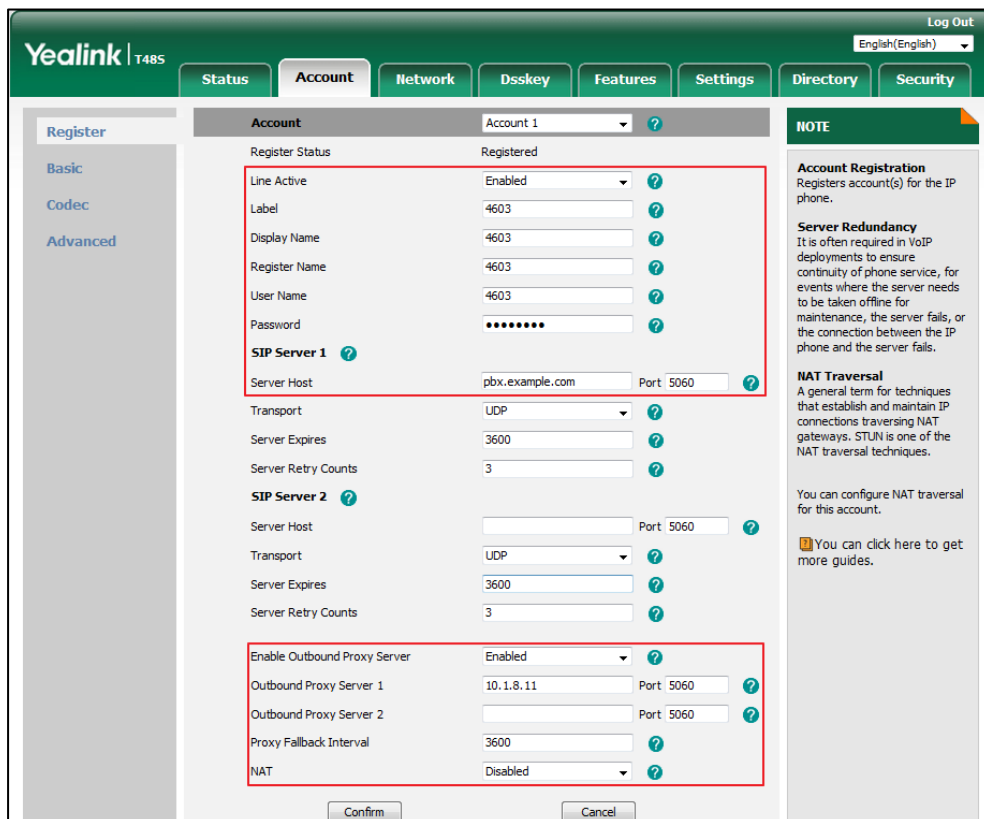 Log Out
Yealink | T48S
English(English)
Status Account Network Dsskey Features Settings Directory Security
Register
Basic
Codec
Advanced
Account Account 1 ?
Register Status Registered
Line Active Enabled ?
Label 4603 ?
Display Name 4603 ?
Register Name 4603 ?
User Name 4603 ?
Password •••••••• ?
SIP Server 1 ?
Server Host pbx.example.com Port 5060 ?
Transport UDP ?
Server Expires 3600 ?
Server Retry Counts 3 ?
SIP Server 2 ?
Server Host Port 5060 ?
Transport UDP ?
Server Expires 3600 ?
Server Retry Counts 3 ?
Enable Outbound Proxy Server Enabled ?
Outbound Proxy Server 1 10.1.8.11 Port 5060 ?
Outbound Proxy Server 2 Port 5060 ?
Proxy Fallback Interval 3600 ?
NAT Disabled ?
Confirm Cancel
NOTE
Account Registration
Registers account(s) for the IP
phone.
Server Redundancy
It is often required in VoIP
deployments to ensure
continuity of phone service, for
events where the server needs
to be taken offline for
maintenance, the server fails, or
the connection between the IP
phone and the server fails.
NAT Traversal
A general term for techniques
that establish and maintain IP
connections traversing NAT
gateways. STUN is one of the
NAT traversal techniques.
You can configure NAT traversal
for this account.
? You can click here to get
more guides.